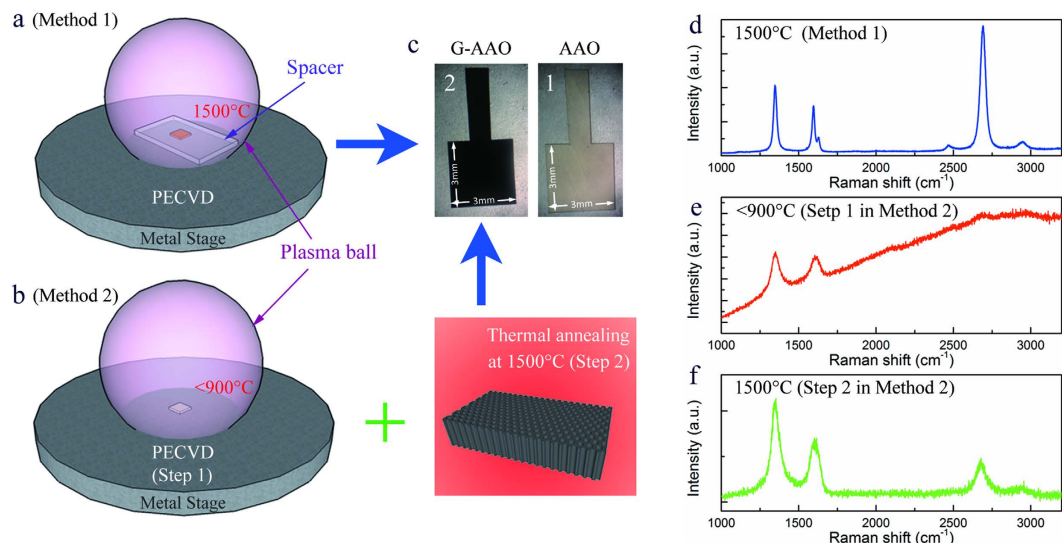 a (Method 1)
Spacer
1500°C
PECVD
Metal Stage
Plasma ball
b (Method 2)
<900°C
PECVD
(Step 1)
Metal Stage
c
G-AAO
AAO
2
3mm
3mm
1
3mm
3mm
Thermal annealing
at 1500°C (Step 2)
d
1500°C (Method 1)
Intensity (a.u.)
1000 1500 2000 2500 3000
Raman shift (cm⁻¹)
e
<900°C (Setp 1 in Method 2)
Intensity (a.u.)
1000 1500 2000 2500 3000
Raman shift (cm⁻¹)
f
1500°C (Step 2 in Method 2)
Intensity (a.u.)
1000 1500 2000 2500 3000
Raman shift (cm⁻¹)